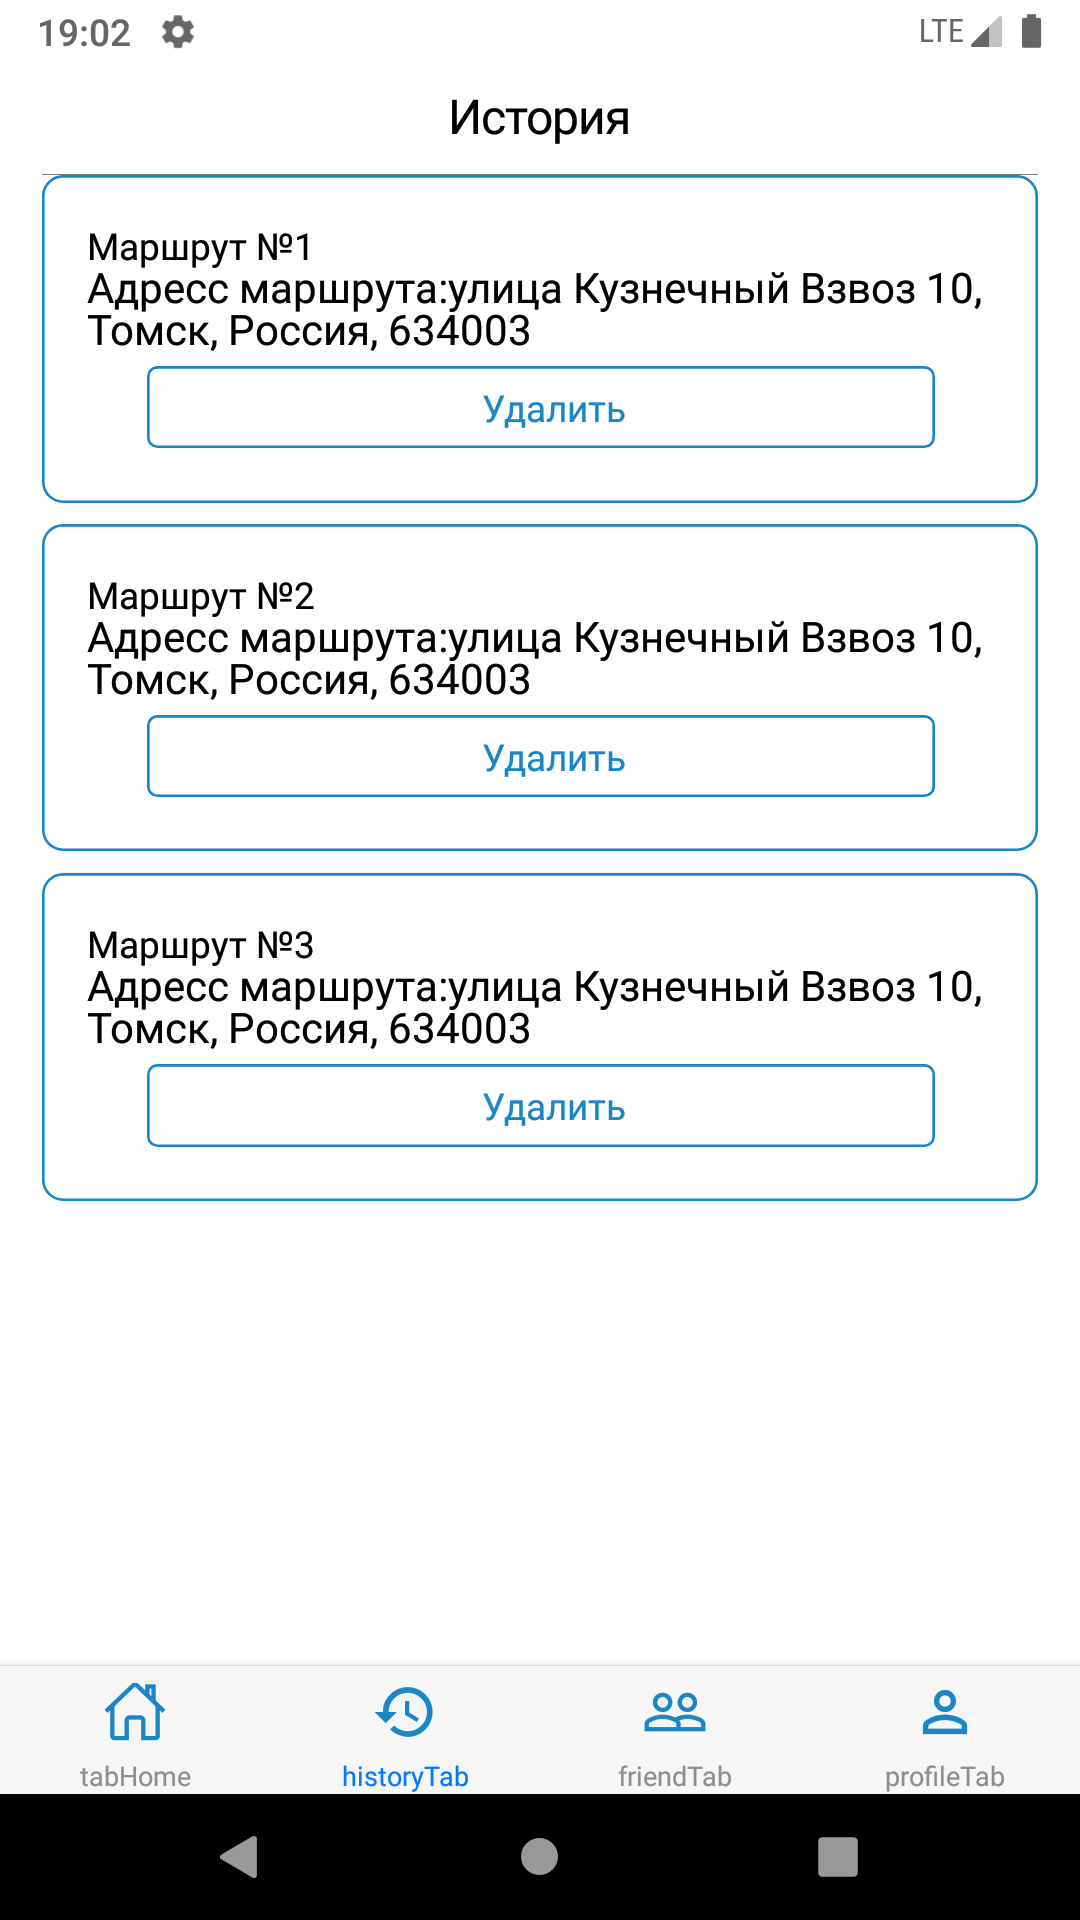 19:02 LTE
История
Маршрут №1
Адресс маршрута:улица Кузнечный Взвоз 10,
Томск, Россия, 634003
Удалить
Маршрут №2
Адресс маршрута:улица Кузнечный Взвоз 10,
Томск, Россия, 634003
Удалить
Маршрут №3
Адресс маршрута:улица Кузнечный Взвоз 10,
Томск, Россия, 634003
Удалить
tabHome historyTab friendTab profileTab